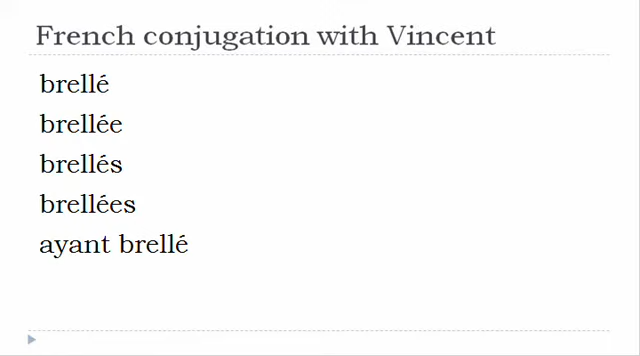 French conjugation with Vincent
brellé
brellée
brellés
brellées
ayant brellé